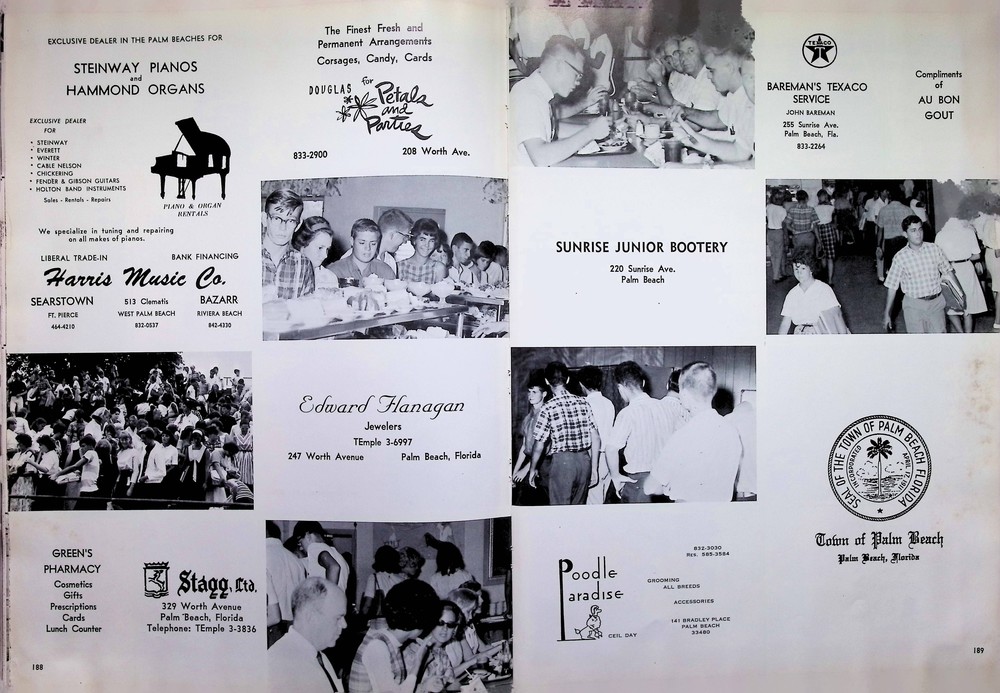 EXCLUSIVE DEALER IN THE PALM BEACHES FOR
STEINWAY PIANOS
and
HAMMOND ORGANS
EXCLUSIVE DEALER
FOR
• STEINWAY
• EVERETT
• WINTER
• CABLE NELSON
• CHICKERING
• FENDER & GIBSON GUITARS
• HOLTON BAND INSTRUMENTS
Sales - Rentals - Repairs
PIANO & ORGAN
RENTALS
We specialize in tuning and repairing
on all makes of pianos.
LIBERAL TRADE-IN BANK FINANCING
Harris Music Co.
SEARSTOWN 513 Clematis BAZARR
FT. PIERCE WEST PALM BEACH RIVIERA BEACH
464-4210 832-0537 842-4330
The Finest Fresh and
Permanent Arrangements
Corsages, Candy, Cards
DOUGLAS for
Petals
and
Parties
833-2900 208 Worth Ave.
Edward Flanagan
Jewelers
TEmple 3-6997
247 Worth Avenue Palm Beach, Florida
GREEN'S
PHARMACY
Cosmetics
Gifts
Prescriptions
Cards
Lunch Counter
Stagg, Ltd.
329 Worth Avenue
Palm Beach, Florida
Telephone: TEmple 3-3836
188
TEXACO
BAREMAN'S TEXACO
SERVICE
JOHN BAREMAN
255 Sunrise Ave.
Palm Beach, Fla.
833-2264
Compliments
of
AU BON
GOUT
SUNRISE JUNIOR BOOTERY
220 Sunrise Ave.
Palm Beach
SEAL OF THE TOWN OF PALM BEACH FLORIDA
INCORPORATED APRIL 17 1911
Town of Palm Beach
Palm Beach, Florida
Poodle
Paradise
CEIL DAY
832-3030
RES. 585-3584
GROOMING
ALL BREEDS
ACCESSORIES
141 BRADLEY PLACE
PALM BEACH
33480
189